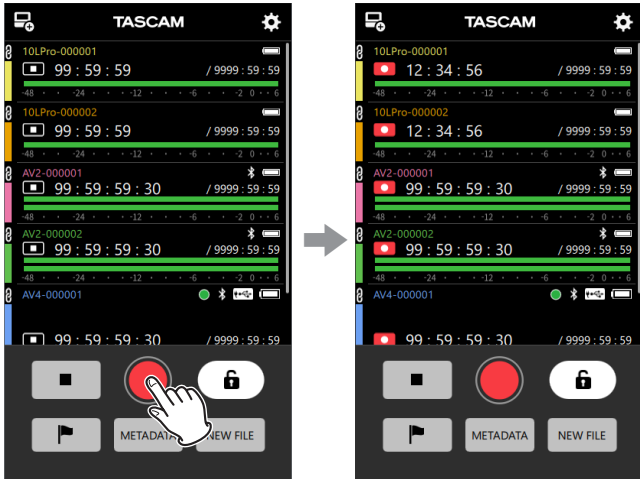 TASCAM
10LPro-000001
99 : 59 : 59 / 9999 : 59 : 59
-48 -24 -12 -6 -2 0 6
10LPro-000002
99 : 59 : 59 / 9999 : 59 : 59
-48 -24 -12 -6 -2 0 6
AV2-000001
99 : 59 : 59 : 30 / 9999 : 59 : 59
-48 -24 -12 -6 -2 0 6
AV2-000002
99 : 59 : 59 : 30 / 9999 : 59 : 59
-48 -24 -12 -6 -2 0 6
AV4-000001
99 : 59 : 59 : 30 / 9999 : 59 : 59
METADATA NEW FILE
TASCAM
10LPro-000001
12 : 34 : 56 / 9999 : 59 : 59
-48 -24 -12 -6 -2 0 6
10LPro-000002
12 : 34 : 56 / 9999 : 59 : 59
-48 -24 -12 -6 -2 0 6
AV2-000001
99 : 59 : 59 : 30 / 9999 : 59 : 59
-48 -24 -12 -6 -2 0 6
AV2-000002
99 : 59 : 59 : 30 / 9999 : 59 : 59
-48 -24 -12 -6 -2 0 6
AV4-000001
99 : 59 : 59 : 30 / 9999 : 59 : 59
METADATA NEW FILE